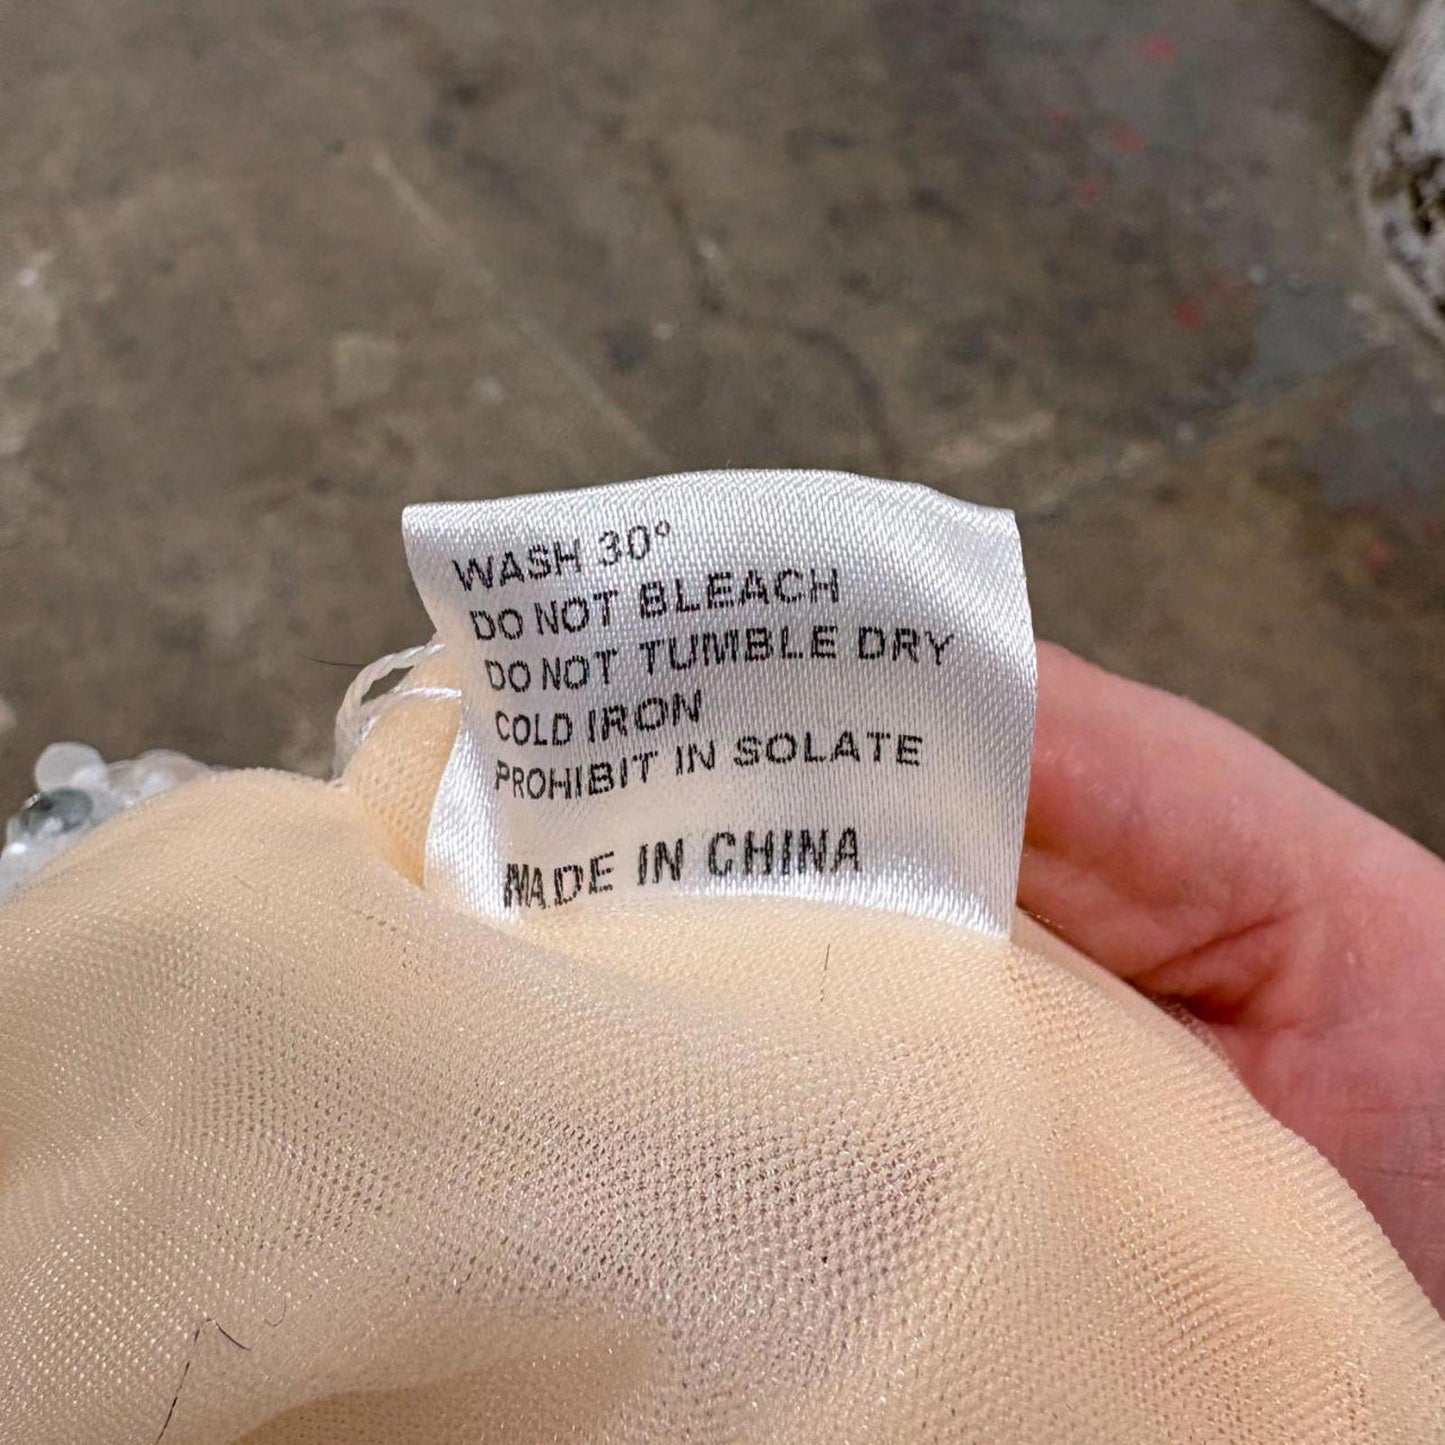 WASH 30°
DO NOT BLEACH
DO NOT TUMBLE DRY
COLD IRON
PROHIBIT IN SOLATE
MADE IN CHINA